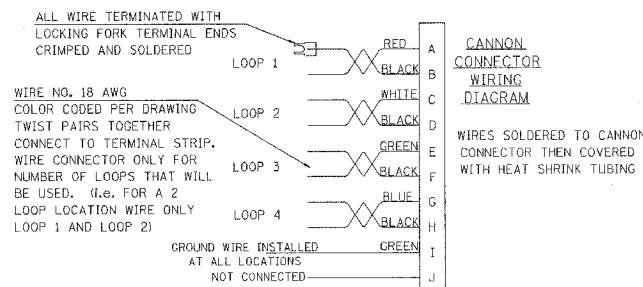 ALL WIRE TERMINATED WITH
LOCKING FORK TERMINAL ENDS
CRIMPED AND SOLDERED
WIRE NO. 18 AWG
COLOR CODED PER DRAWING
TWIST PAIRS TOGETHER
CONNECT TO TERMINAL STRIP.
WIRE CONNECTOR ONLY FOR
NUMBER OF LOOPS THAT WILL
BE USED. (i.e. FOR A 2
LOOP LOCATION WIRE ONLY
LOOP 1 AND LOOP 2)
LOOP 1
RED A
BLACK B
LOOP 2
WHITE C
BLACK D
LOOP 3
GREEN E
BLACK F
LOOP 4
BLUE G
BLACK H
GROUND WIRE INSTALLED
AT ALL LOCATIONS
GREEN I
NOT CONNECTED J
CANNON
CONNECTOR
WIRING
DIAGRAM
WIRES SOLDERED TO CANNON
CONNECTOR THEN COVERED
WITH HEAT SHRINK TUBING